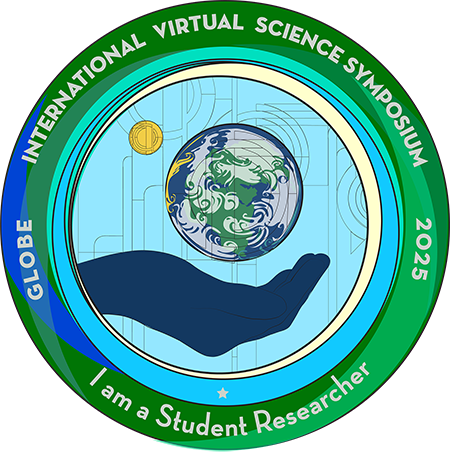 GLOBE INTERNATIONAL VIRTUAL SCIENCE SYMPOSIUM 2025
I am a Student Researcher